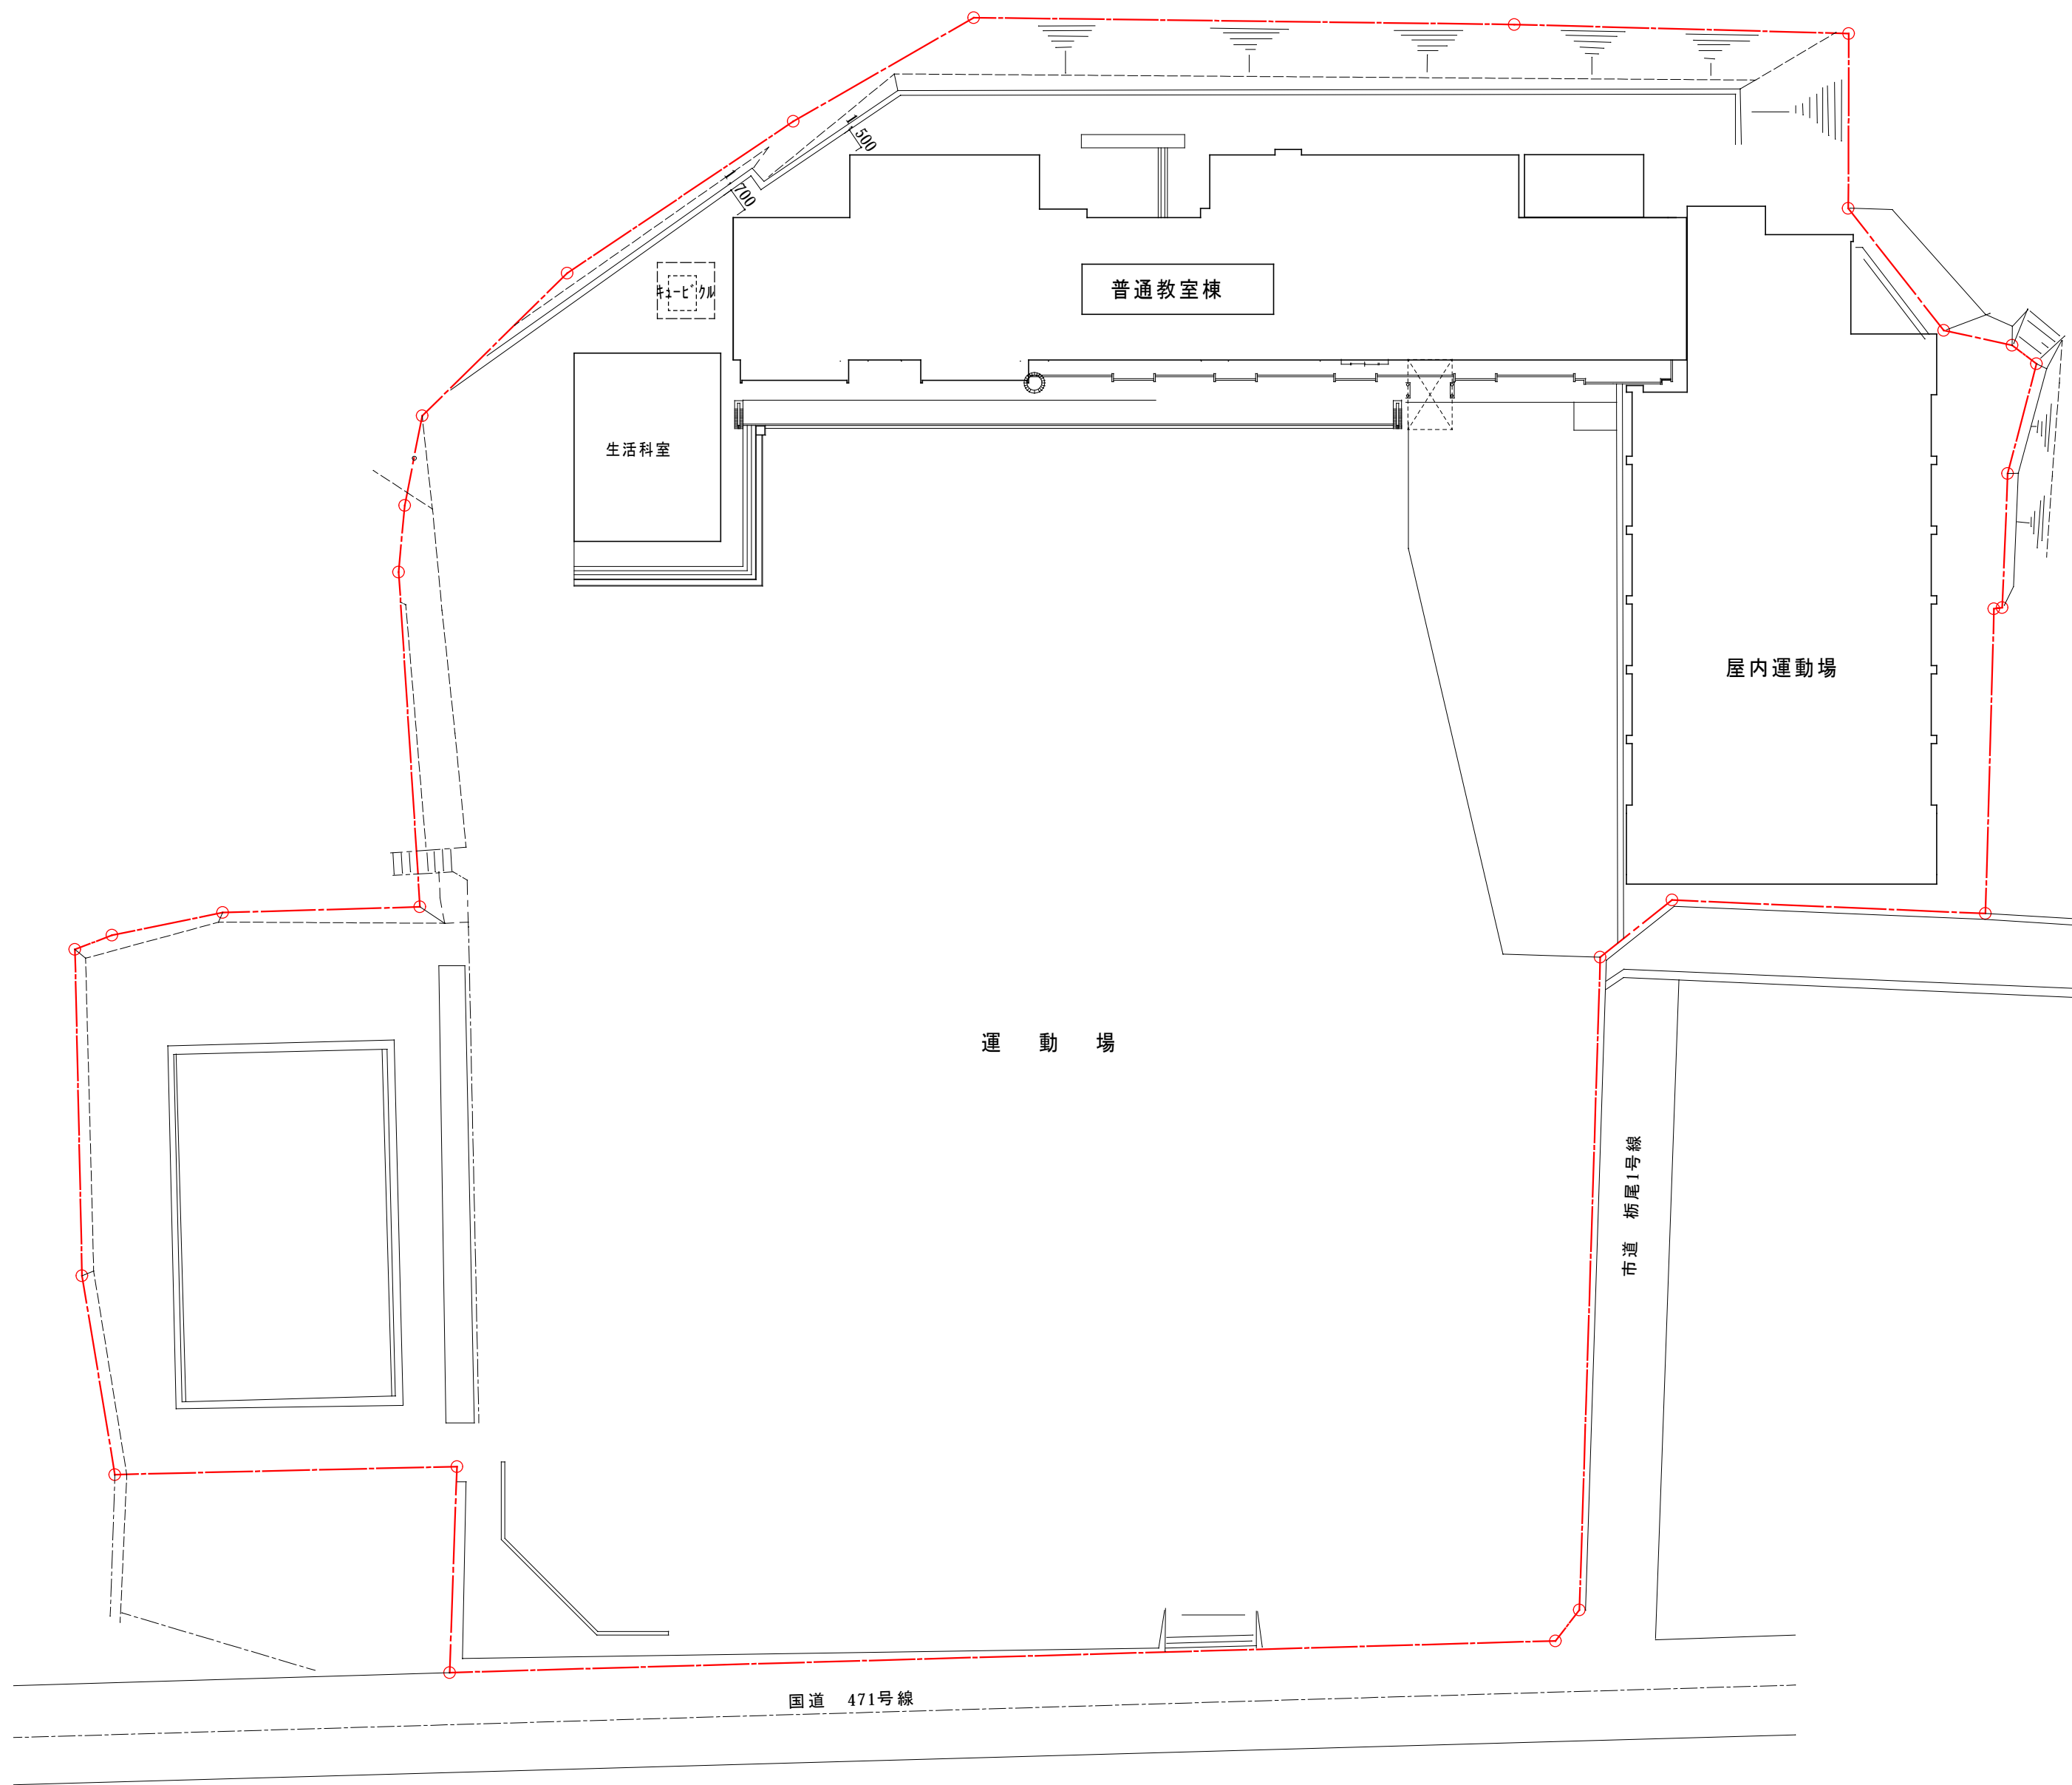 500
700
普通教室棟
キュービクル
生活科室
屋内運動場
運　動　場
市道　栃尾1号線
国道　471号線